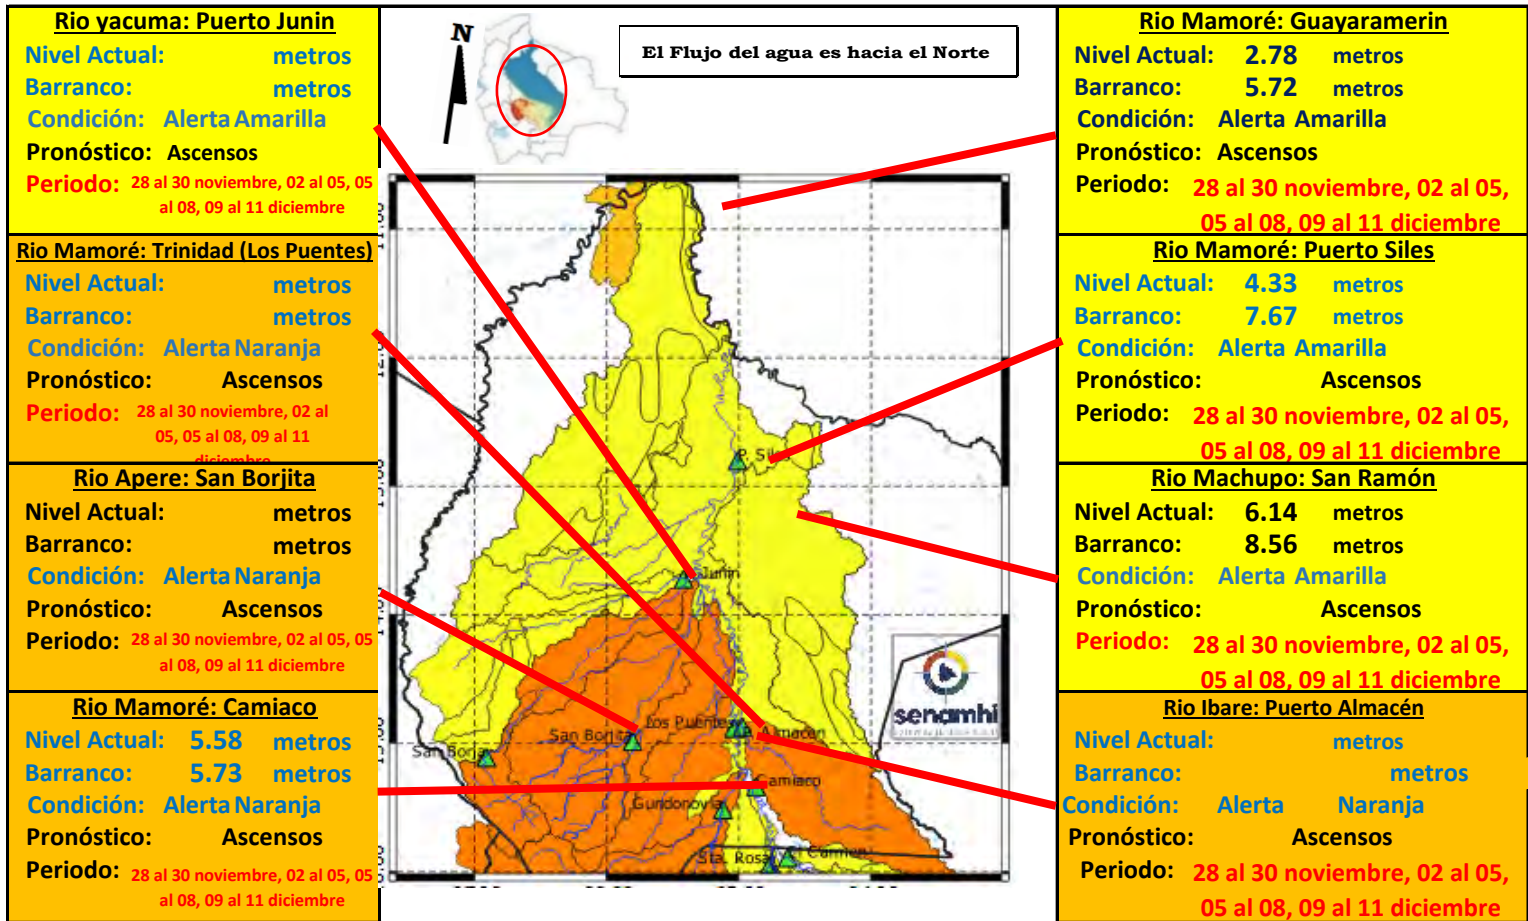 Rio yacuma: Puerto Junin
Nivel Actual: metros
Barranco: metros
Condición: Alerta Amarilla
Pronóstico: Ascensos
Periodo: 28 al 30 noviembre, 02 al 05, 05
al 08, 09 al 11 diciembre
Rio Mamoré: Trinidad (Los Puentes)
Nivel Actual: metros
Barranco: metros
Condición: Alerta Naranja
Pronóstico: Ascensos
Periodo: 28 al 30 noviembre, 02 al
05, 05 al 08, 09 al 11
diciembre
Rio Apere: San Borjita
Nivel Actual: metros
Barranco: metros
Condición: Alerta Naranja
Pronóstico: Ascensos
Periodo: 28 al 30 noviembre, 02 al 05, 05
al 08, 09 al 11 diciembre
Rio Mamoré: Camiaco
Nivel Actual: 5.58 metros
Barranco: 5.73 metros
Condición: Alerta Naranja
Pronóstico: Ascensos
Periodo: 28 al 30 noviembre, 02 al 05, 05
al 08, 09 al 11 diciembre
N
El Flujo del agua es hacia el Norte
P. Siles
Junin
Los Puentes
P. Almacen
San Borjita
San Borja
Camiaco
Gundonovia
Sta. Rosa
El Carmen
senamhi
Rio Mamoré: Guayaramerin
Nivel Actual: 2.78 metros
Barranco: 5.72 metros
Condición: Alerta Amarilla
Pronóstico: Ascensos
Periodo: 28 al 30 noviembre, 02 al 05,
05 al 08, 09 al 11 diciembre
Rio Mamoré: Puerto Siles
Nivel Actual: 4.33 metros
Barranco: 7.67 metros
Condición: Alerta Amarilla
Pronóstico: Ascensos
Periodo: 28 al 30 noviembre, 02 al 05,
05 al 08, 09 al 11 diciembre
Rio Machupo: San Ramón
Nivel Actual: 6.14 metros
Barranco: 8.56 metros
Condición: Alerta Amarilla
Pronóstico: Ascensos
Periodo: 28 al 30 noviembre, 02 al 05,
05 al 08, 09 al 11 diciembre
Rio Ibare: Puerto Almacén
Nivel Actual: metros
Barranco: metros
Condición: Alerta Naranja
Pronóstico: Ascensos
Periodo: 28 al 30 noviembre, 02 al 05,
05 al 08, 09 al 11 diciembre